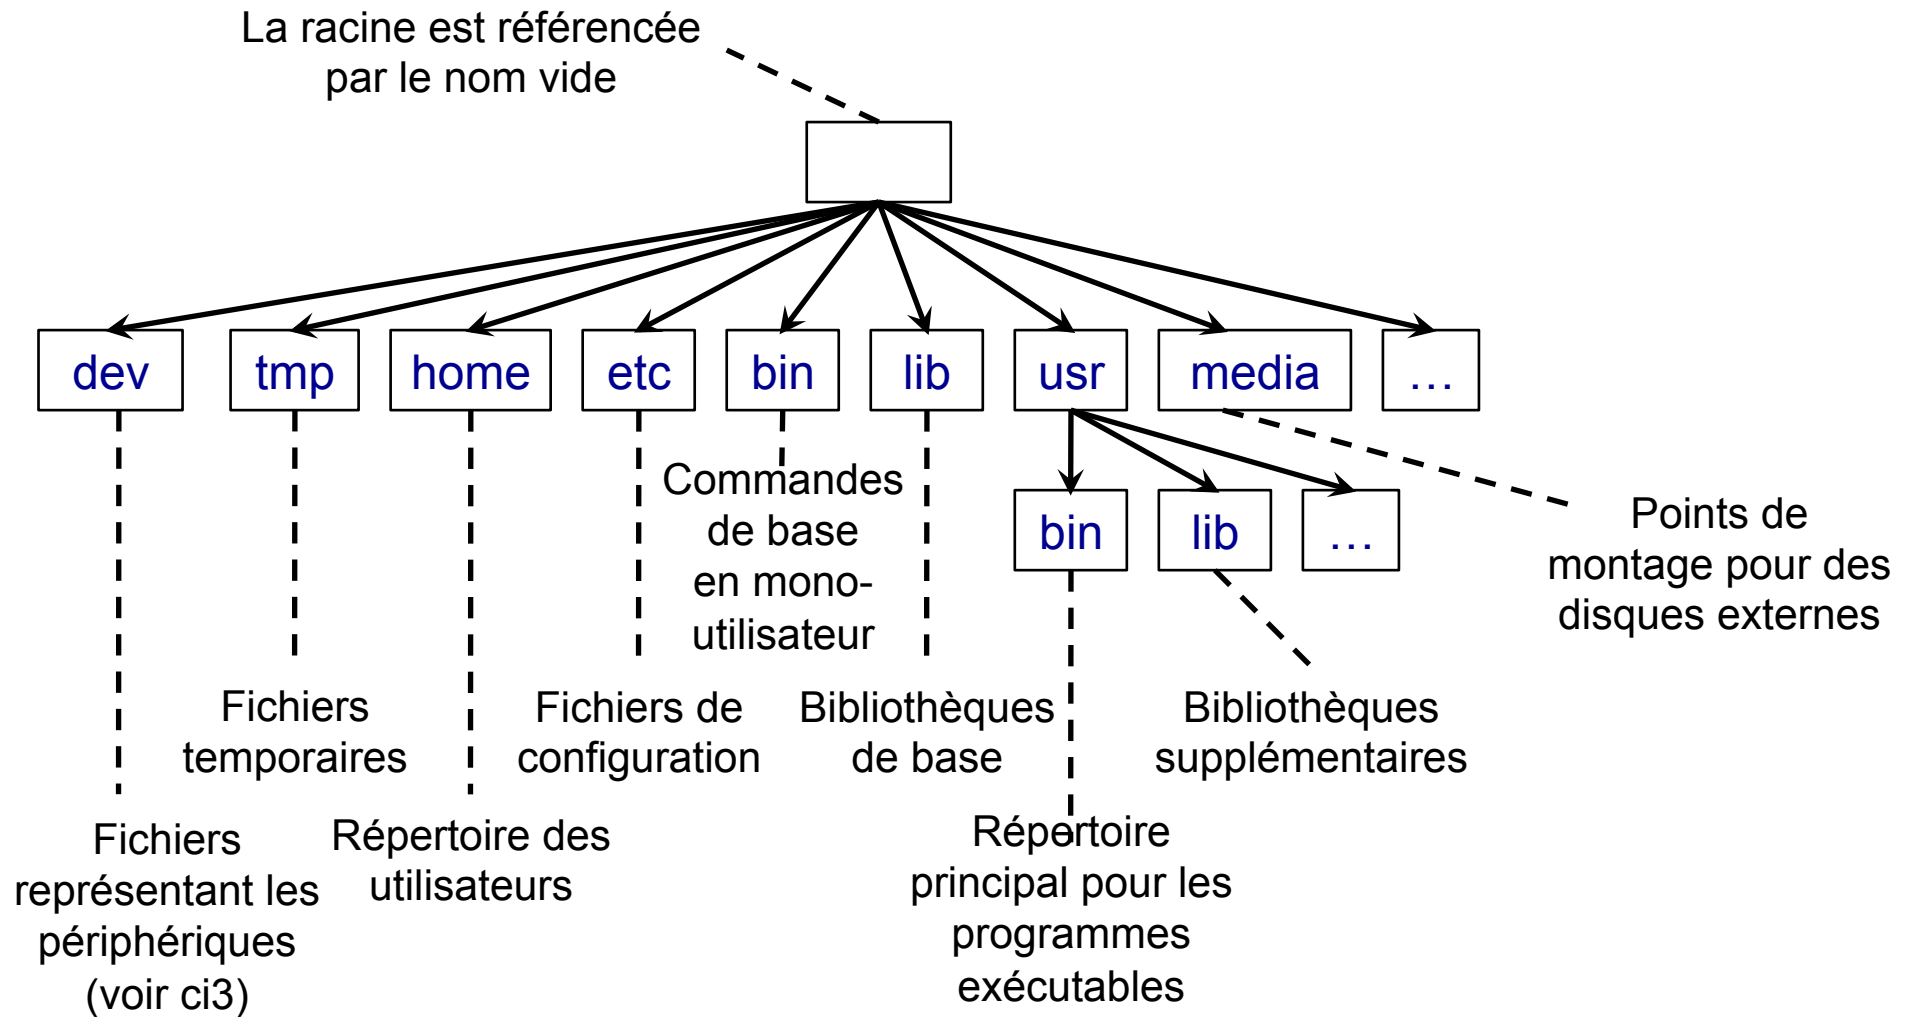 La racine est référencée
par le nom vide
dev
tmp
home
etc
bin
lib
usr
media
…
bin
lib
…
Commandes
de base
en mono-
utilisateur
Points de
montage pour des
disques externes
Fichiers
temporaires
Fichiers de
configuration
Bibliothèques
de base
Bibliothèques
supplémentaires
Fichiers
représentant les
périphériques
(voir ci3)
Répertoire des
utilisateurs
Répertoire
principal pour les
programmes
exécutables